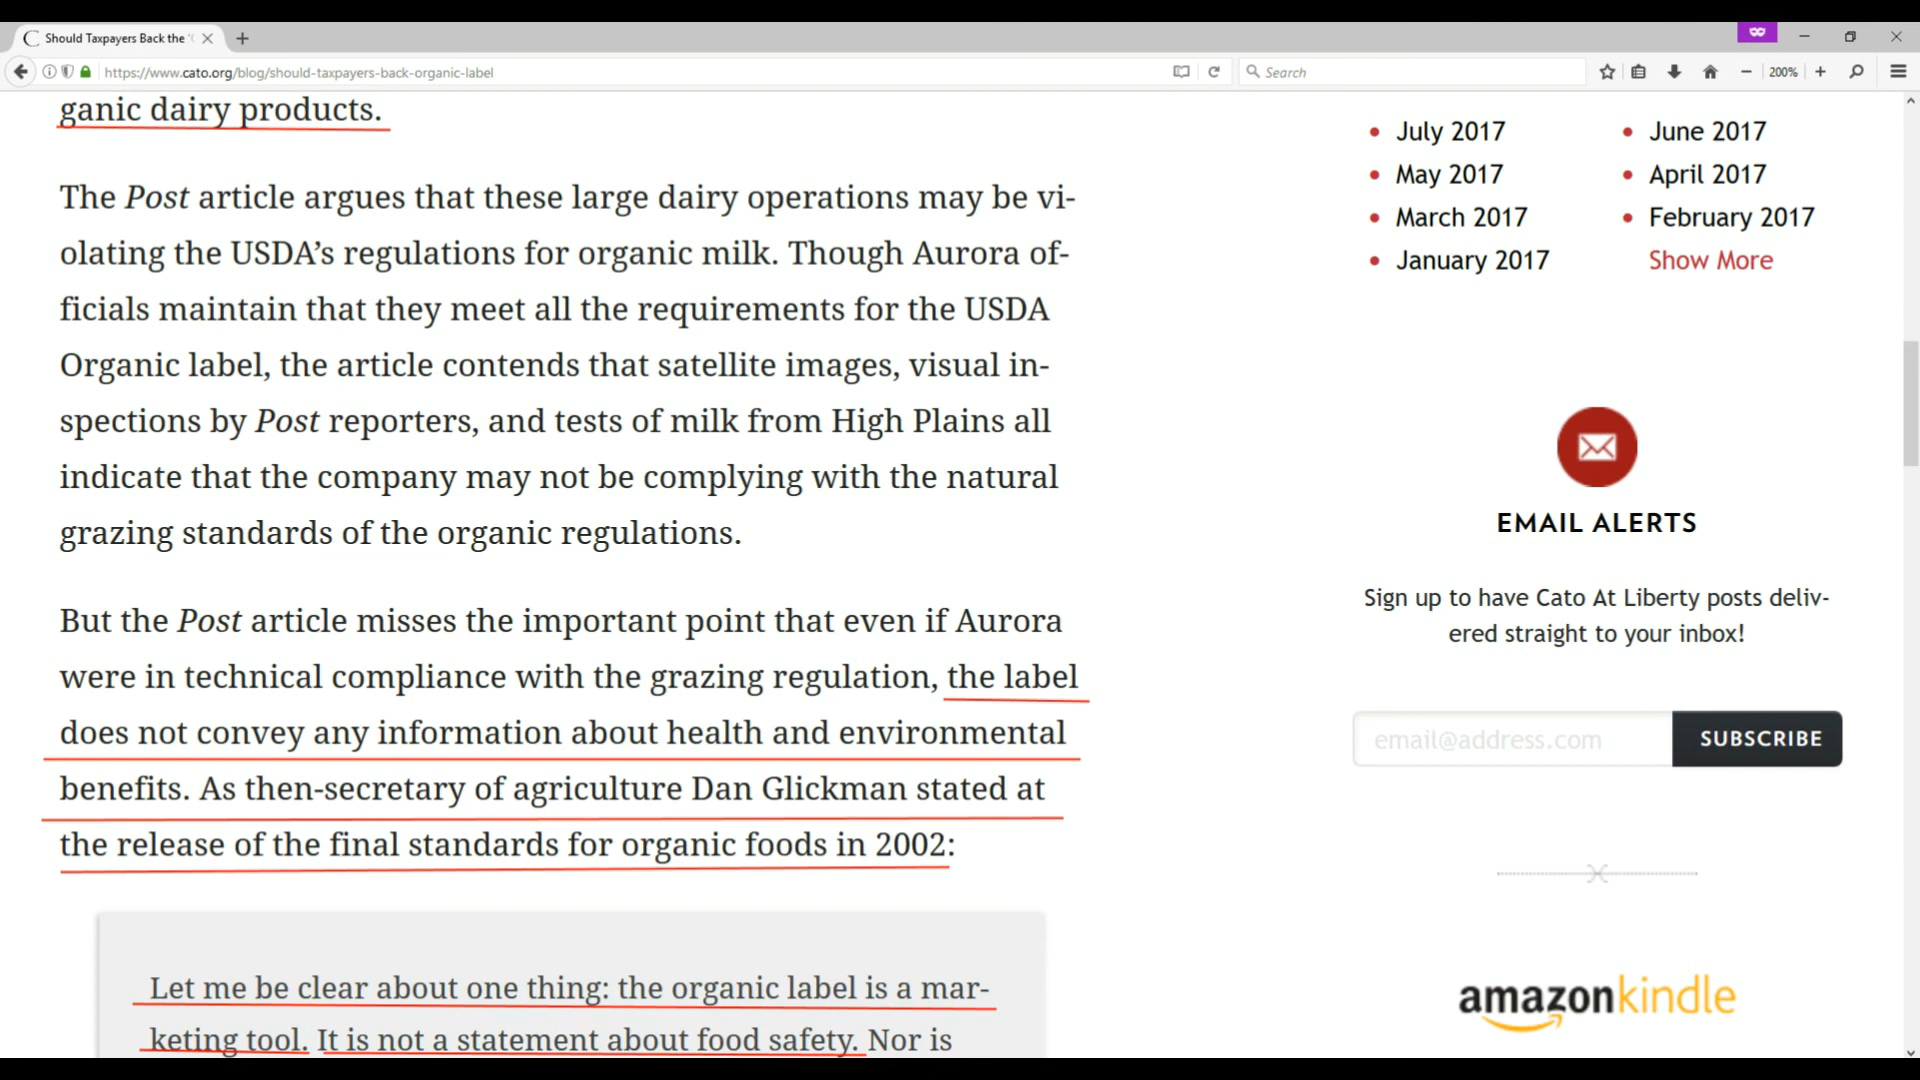 Should Taxpayers Back the
https://www.cato.org/blog/should-taxpayers-back-organic-label
Search
200%
ganic dairy products.
The Post article argues that these large dairy operations may be vi-
olating the USDA’s regulations for organic milk. Though Aurora of-
ficials maintain that they meet all the requirements for the USDA
Organic label, the article contends that satellite images, visual in-
spections by Post reporters, and tests of milk from High Plains all
indicate that the company may not be complying with the natural
grazing standards of the organic regulations.
But the Post article misses the important point that even if Aurora
were in technical compliance with the grazing regulation, the label
does not convey any information about health and environmental
benefits. As then-secretary of agriculture Dan Glickman stated at
the release of the final standards for organic foods in 2002:
Let me be clear about one thing: the organic label is a mar-
keting tool. It is not a statement about food safety. Nor is
July 2017
June 2017
May 2017
April 2017
March 2017
February 2017
January 2017
Show More
EMAIL ALERTS
Sign up to have Cato At Liberty posts deliv-
ered straight to your inbox!
email@address.com
SUBSCRIBE
amazonkindle